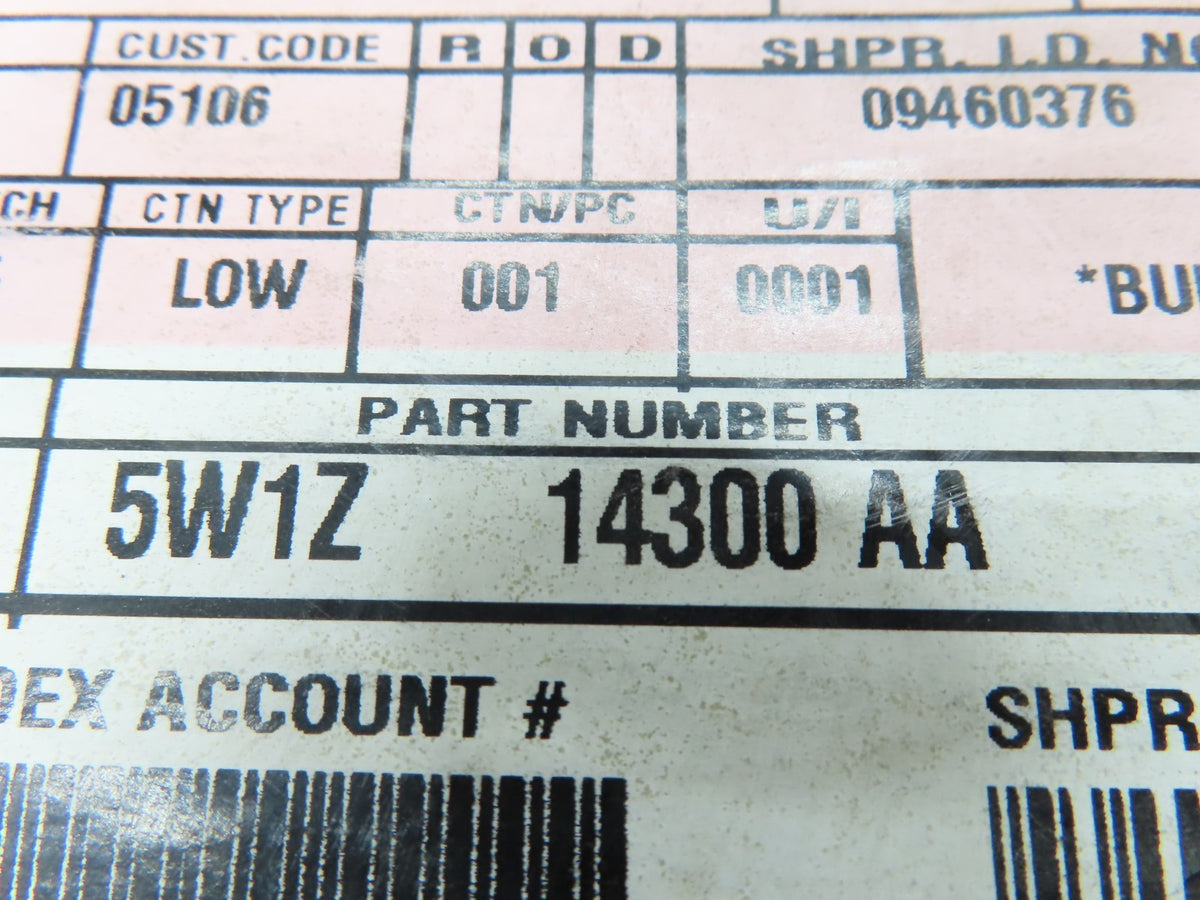 CUST.CODE R O D SHPR. I.D. N
05106 09460376
CH CTN TYPE CTN/PC U/I
LOW 001 0001 *BU
PART NUMBER
5W1Z 14300 AA
DEX ACCOUNT # SHPR